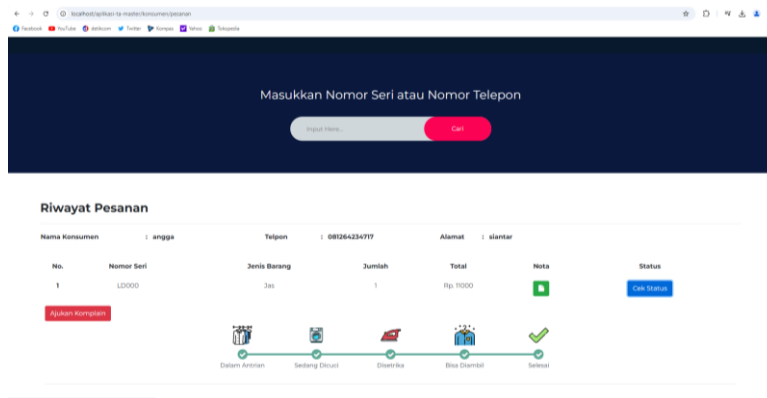 localhost/aplikasi-ta-master/konsumen/pesanan
Facebook YouTube detikcom Twitter Kompas Yahoo Tokopedia
Masukkan Nomor Seri atau Nomor Telepon
Input Here.. Cari
Riwayat Pesanan
Nama Konsumen : angga Telpon : 081264234717 Alamat : siantar
No. Nomor Seri Jenis Barang Jumlah Total Nota Status
1 LD000 Jas 1 Rp. 11000 Cek Status
Ajukan Komplain
Dalam Antrian Sedang Dicuci Disetrika Bisa Diambil Selesai